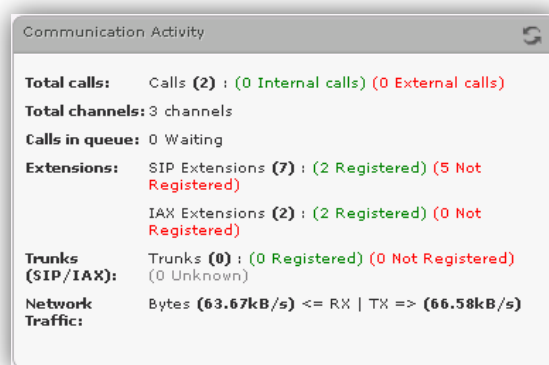 Communication Activity
Total calls: Calls (2) : (0 Internal calls) (0 External calls)
Total channels: 3 channels
Calls in queue: 0 Waiting
Extensions: SIP Extensions (7) : (2 Registered) (5 Not
Registered)
IAX Extensions (2) : (2 Registered) (0 Not
Registered)
Trunks Trunks (0) : (0 Registered) (0 Not Registered)
(SIP/IAX): (0 Unknown)
Network Bytes (63.67kB/s) <= RX | TX => (66.58kB/s)
Traffic: